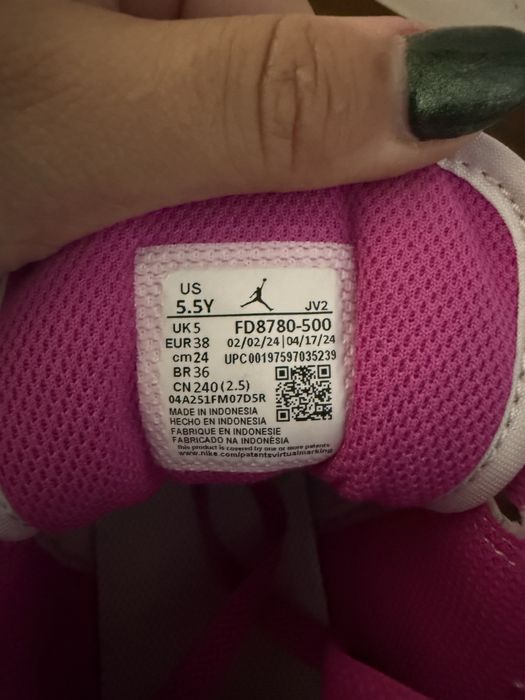 US
5.5Y JV2
UK 5 FD8780-500
EUR 38 02/02/24 | 04/17/24
cm 24 UPC 00197597035239
BR 36
CN 240 (2.5)
04A251FM07D5R
MADE IN INDONESIA
HECHO EN INDONESIA
FABRIQUE EN INDONESIE
FABRICADO NA INDONÉSIA
this product is covered by one or more patents
www.nike.com/patentsvirtualmarking